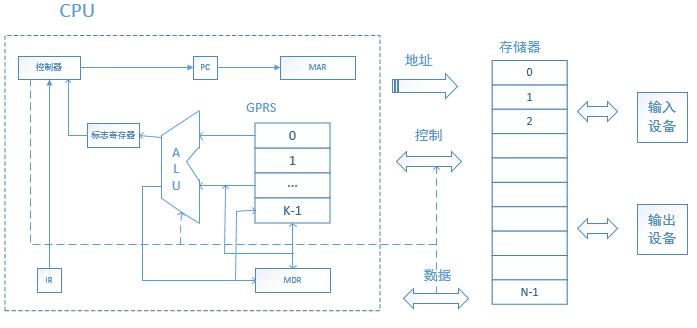 CPU
控制器
PC
MAR
地址
存储器
GPRS
标志寄存器
A
L
U
0
1
...
K-1
控制
0
1
2
N-1
输入
设备
输出
设备
IR
MDR
数据